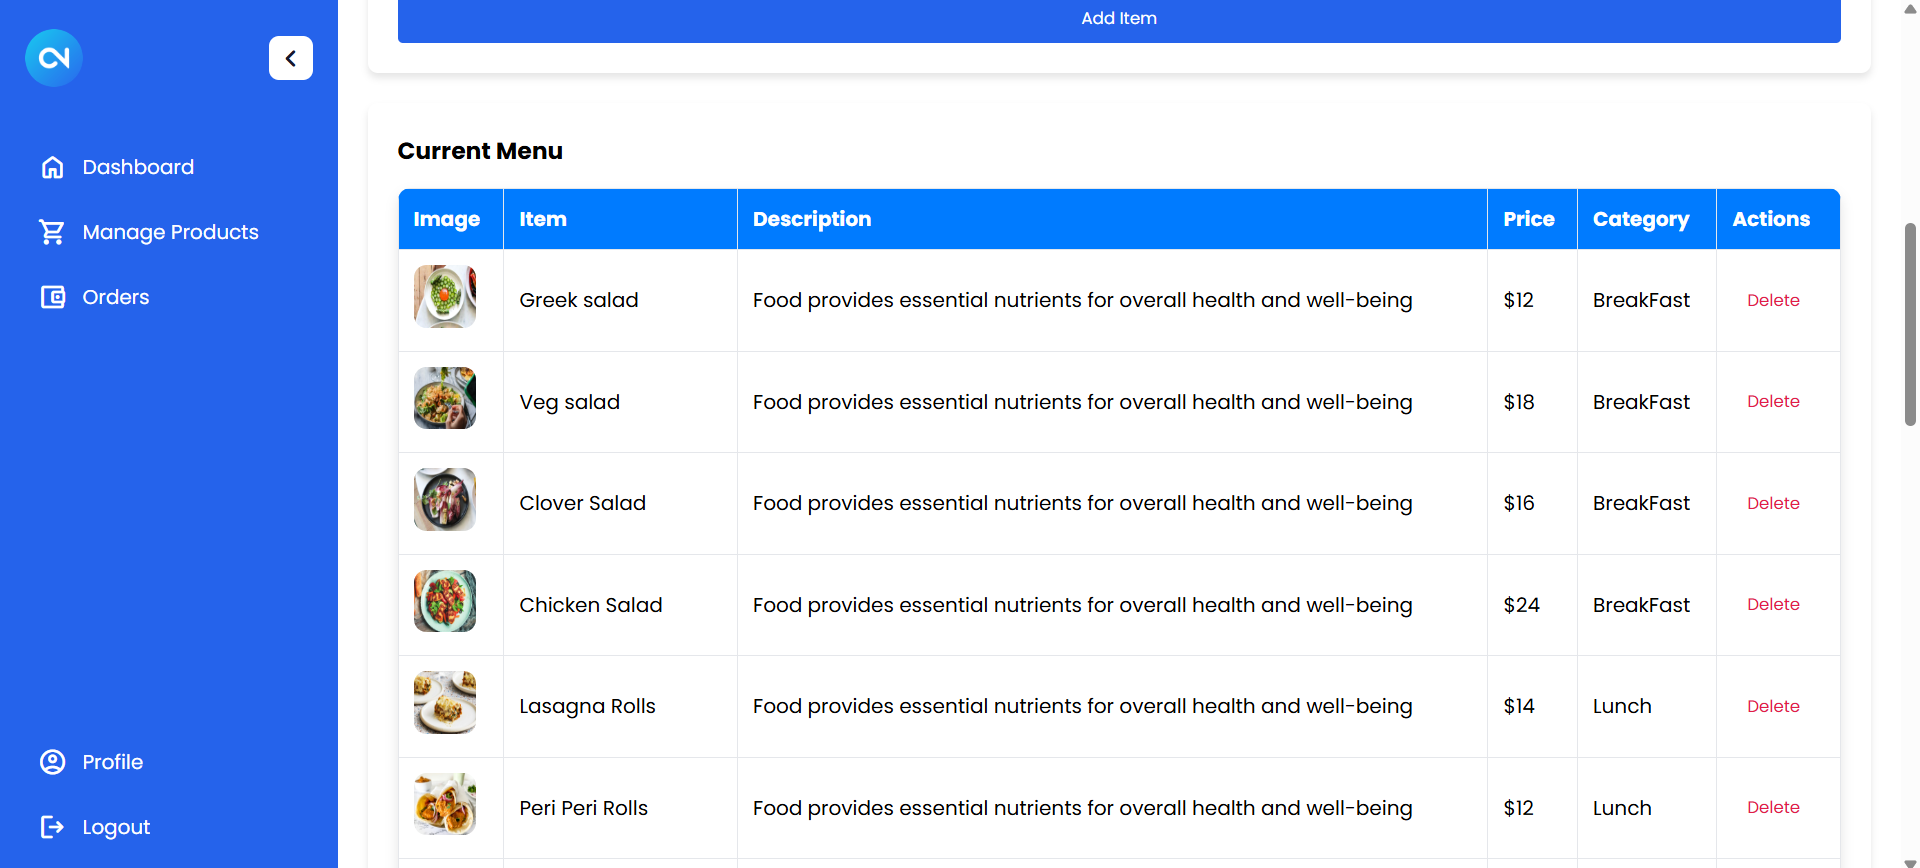 Add Item
Dashboard
Manage Products
Orders
Profile
Logout
Current Menu
Image Item Description Price Category Actions
Greek salad Food provides essential nutrients for overall health and well-being $12 BreakFast Delete
Veg salad Food provides essential nutrients for overall health and well-being $18 BreakFast Delete
Clover Salad Food provides essential nutrients for overall health and well-being $16 BreakFast Delete
Chicken Salad Food provides essential nutrients for overall health and well-being $24 BreakFast Delete
Lasagna Rolls Food provides essential nutrients for overall health and well-being $14 Lunch Delete
Peri Peri Rolls Food provides essential nutrients for overall health and well-being $12 Lunch Delete